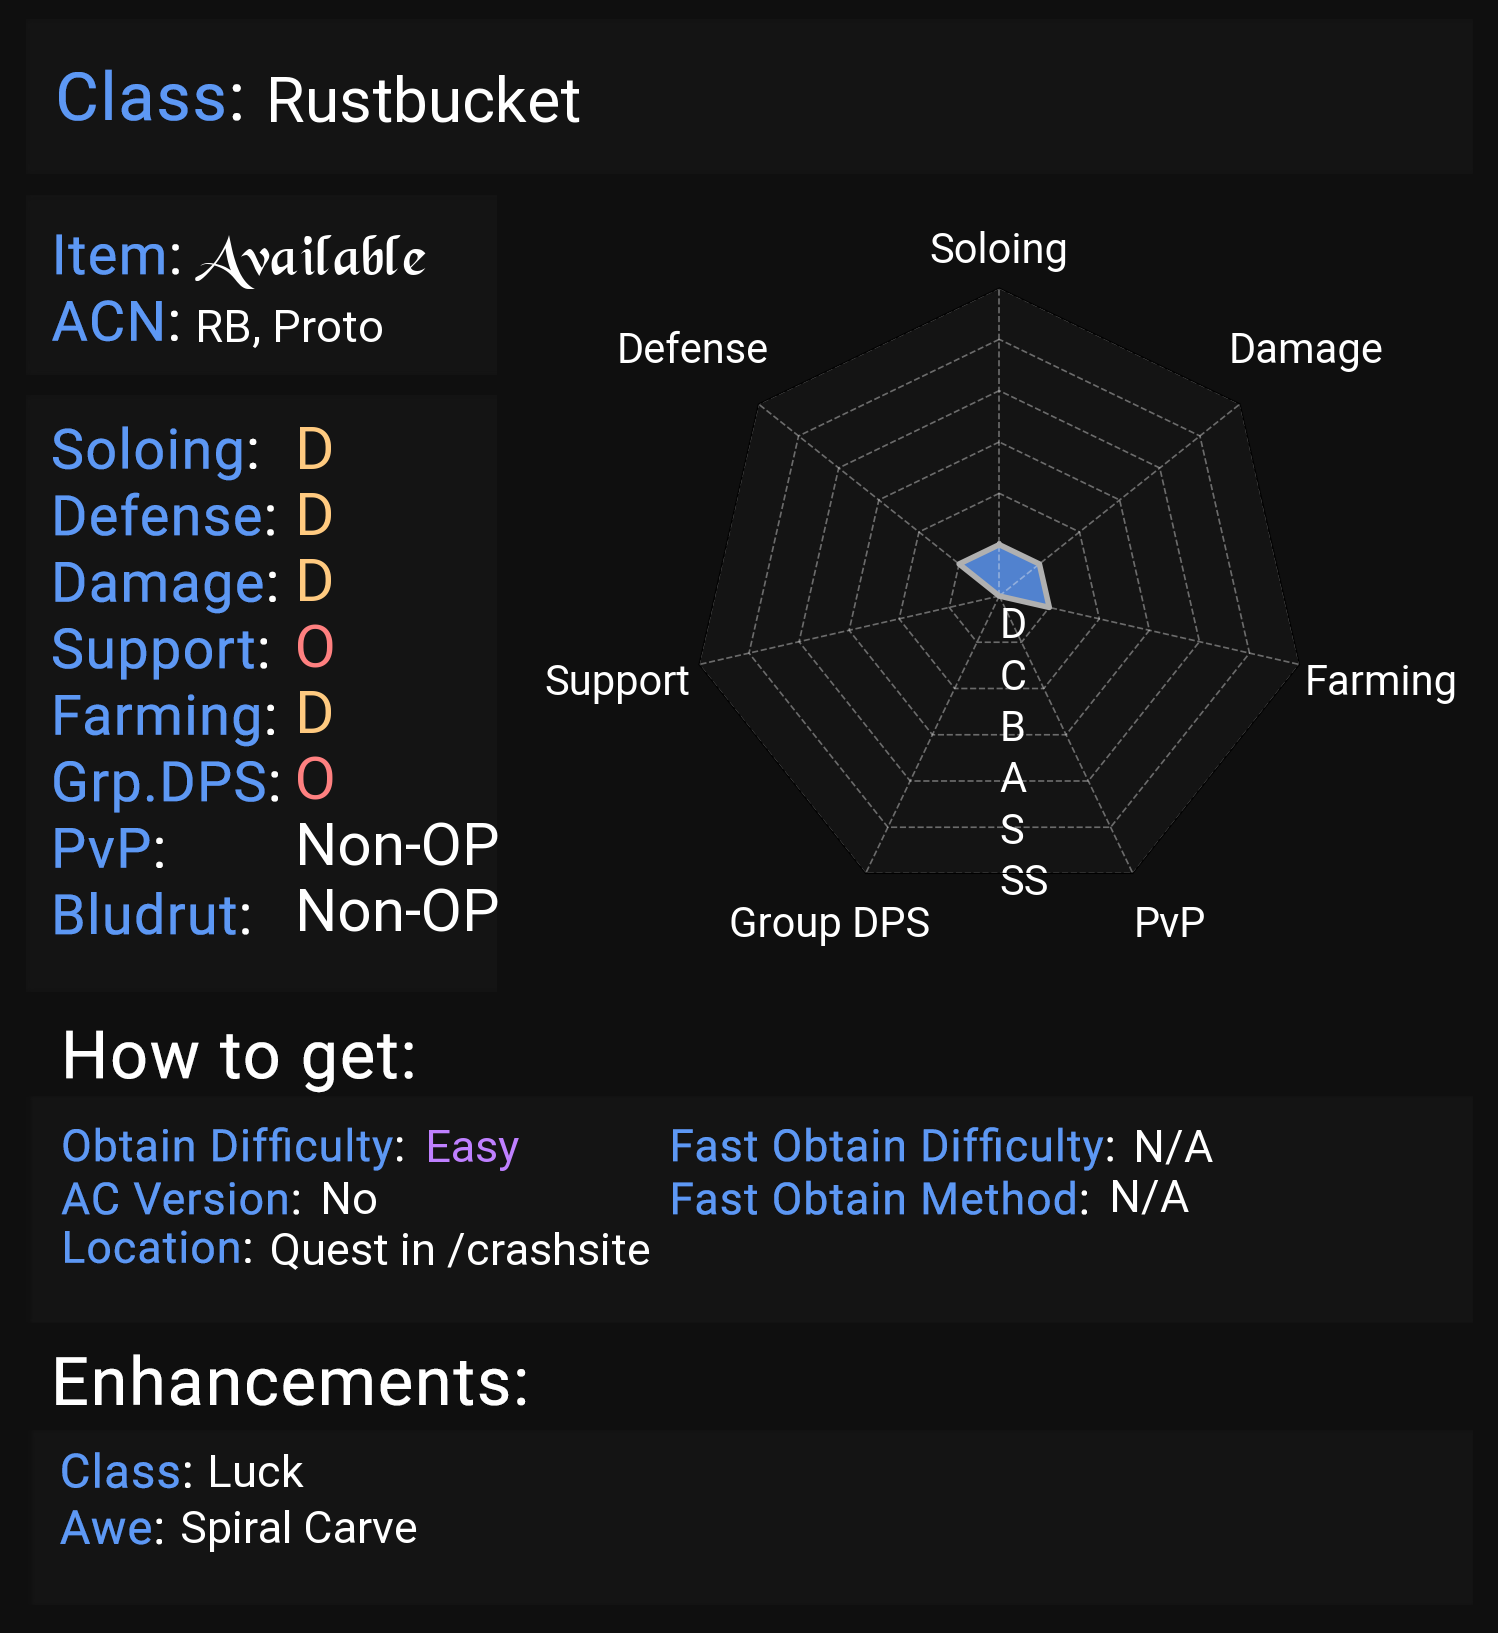 Class: Rustbucket
Item: Available
ACN: RB, Proto
Soloing: D
Defense: D
Damage: D
Support: O
Farming: D
Grp.DPS: O
PvP: Non-OP
Bludrut: Non-OP
Soloing
Defense
Damage
Support
Farming
Group DPS
PvP
D
C
B
A
S
SS
How to get:
Obtain Difficulty: Easy
AC Version: No
Location: Quest in /crashsite
Fast Obtain Difficulty: N/A
Fast Obtain Method: N/A
Enhancements:
Class: Luck
Awe: Spiral Carve